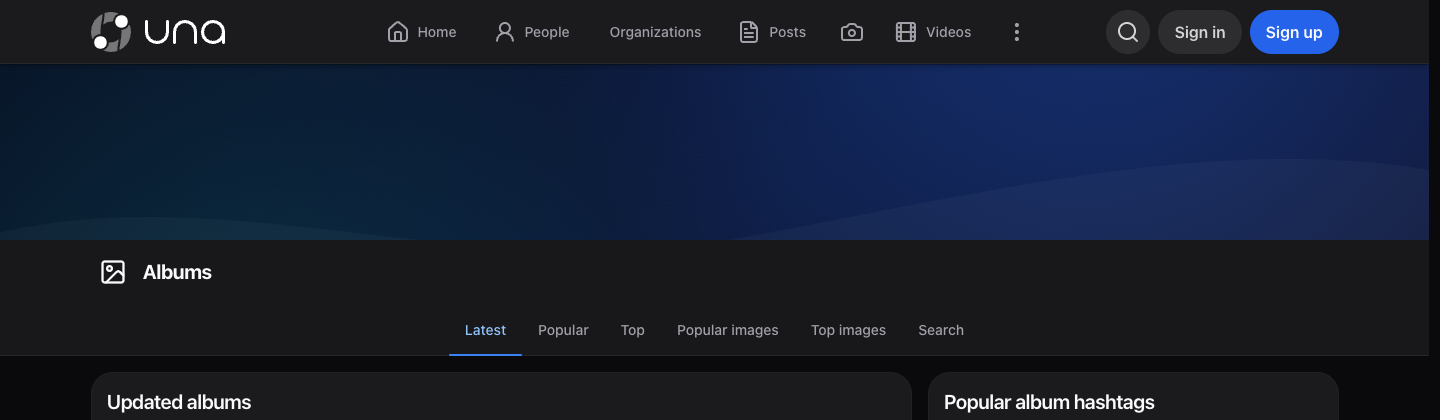 una Home People Organizations Posts Videos Sign in Sign up
Albums
Latest Popular Top Popular images Top images Search
Updated albums
Popular album hashtags